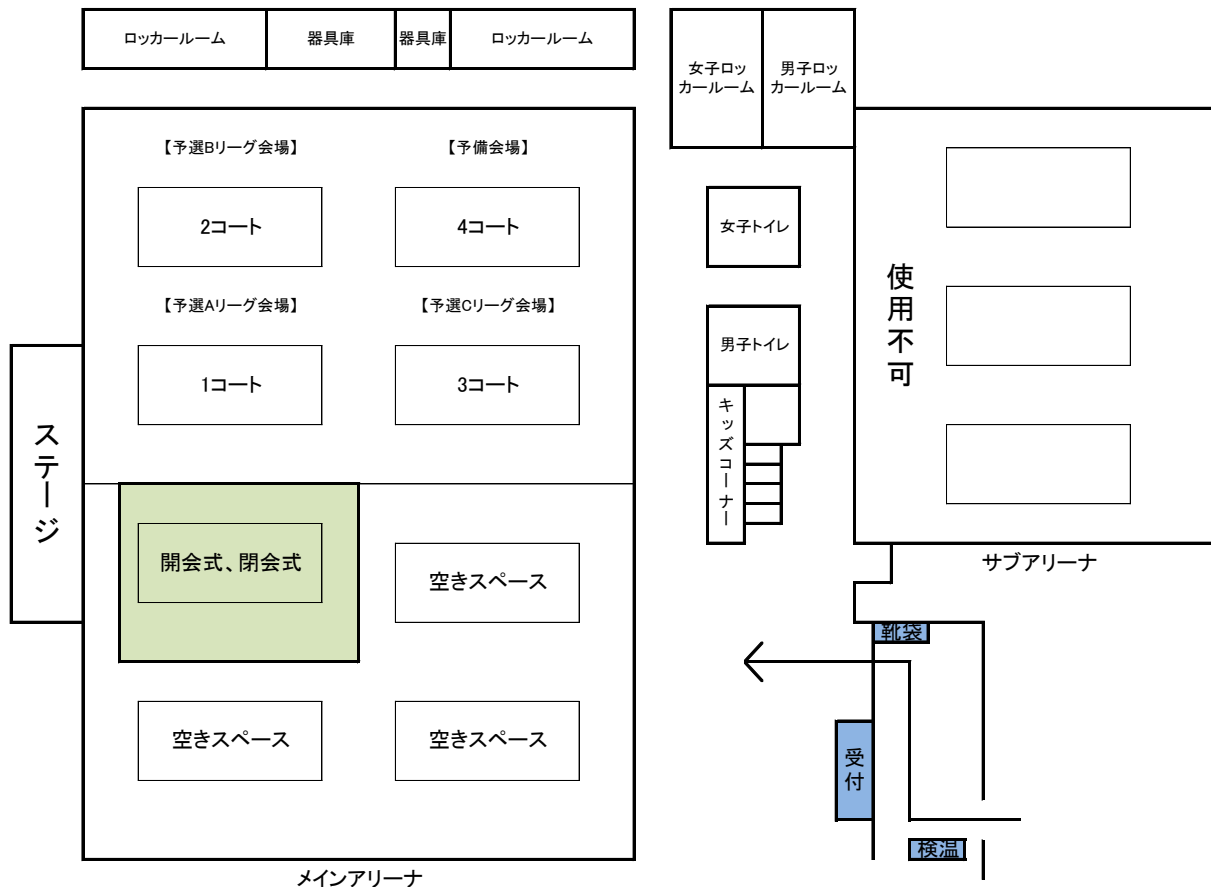 ロッカールーム
器具庫
器具庫
ロッカールーム
女子ロッ
カールーム
男子ロッ
カールーム
【予選Bリーグ会場】
【予備会場】
2コート
4コート
女子トイレ
【予選Aリーグ会場】
【予選Cリーグ会場】
1コート
3コート
男子トイレ
キッズコーナー
使用不可
ステージ
開会式、閉会式
空きスペース
サブアリーナ
靴袋
空きスペース
空きスペース
受付
検温
メインアリーナ